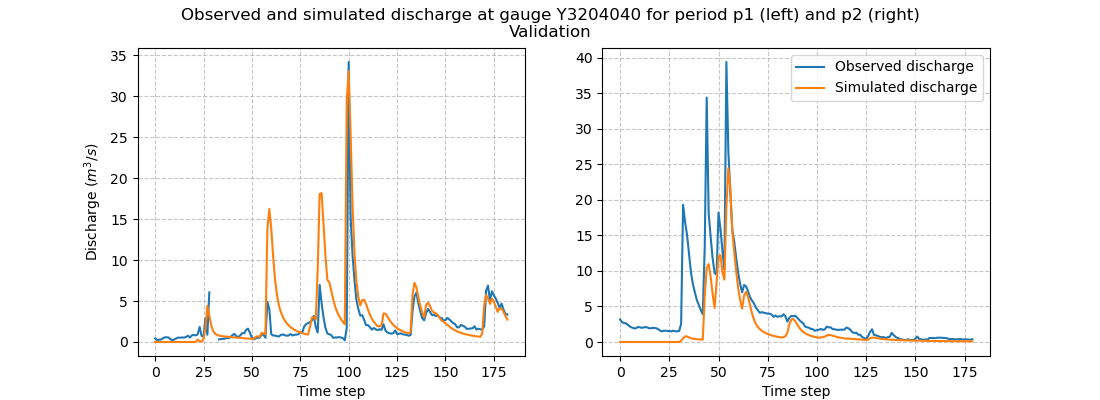 Observed and simulated discharge at gauge Y3204040 for period p1 (left) and p2 (right)
Validation
Discharge (m³/s)
35
30
25
20
15
10
5
0
0 25 50 75 100 125 150 175
Time step
40
35
30
25
20
15
10
5
0
0 25 50 75 100 125 150 175
Time step
Observed discharge
Simulated discharge